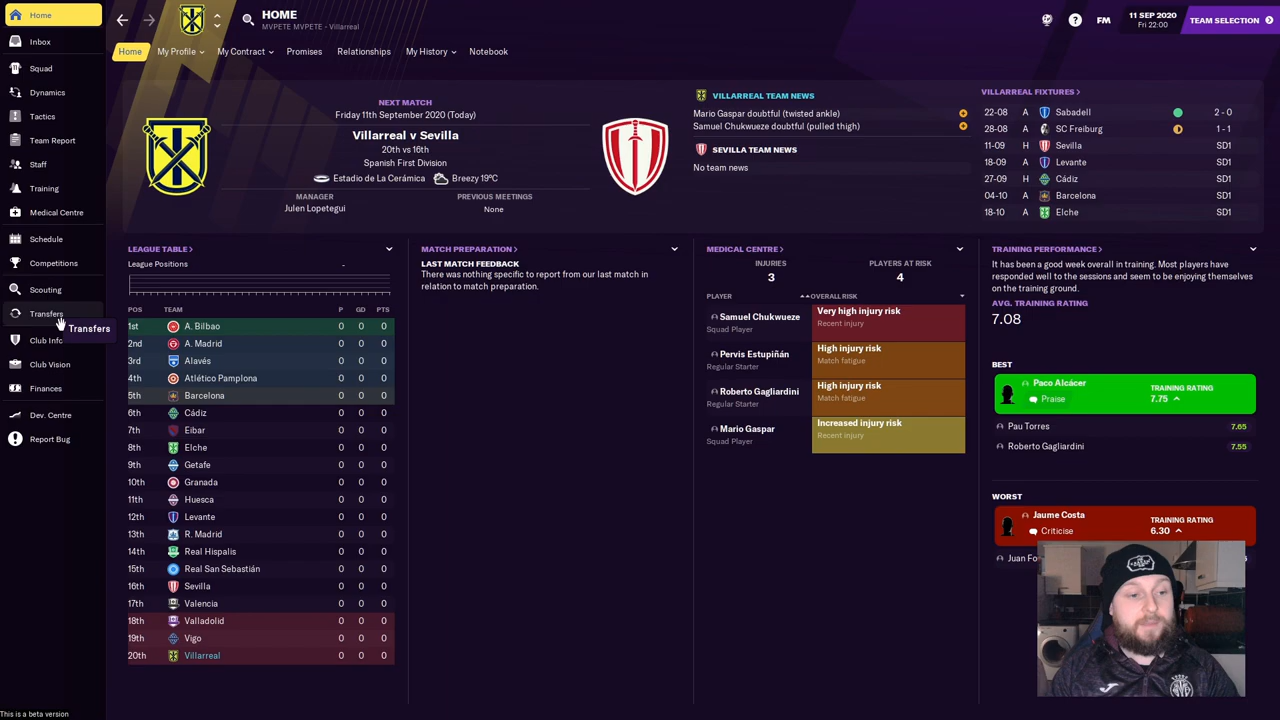 Home
HOME
MVPETE MVPETE - Villarreal
FM
11 SEP 2020
Fri 22:00
TEAM SELECTION
Home
My Profile
My Contract
Promises
Relationships
My History
Notebook
Inbox
Squad
Dynamics
Tactics
Team Report
Staff
Training
Medical Centre
Schedule
Competitions
Scouting
Transfers
Transfers
Club Info
Club Vision
Finances
Dev. Centre
Report Bug
This is a beta version
NEXT MATCH
Friday 11th September 2020 (Today)
Villarreal v Sevilla
20th vs 16th
Spanish First Division
Estadio de La Cerámica Breezy 19ºC
MANAGER
Julen Lopetegui
PREVIOUS MEETINGS
None
VILLARREAL TEAM NEWS
Mario Gaspar doubtful (twisted ankle)
Samuel Chukwueze doubtful (pulled thigh)
SEVILLA TEAM NEWS
No team news
VILLARREAL FIXTURES >
22-08 A Sabadell 2 - 0
28-08 A SC Freiburg 1 - 1
11-09 H Sevilla SD1
18-09 A Levante SD1
27-09 H Cádiz SD1
04-10 A Barcelona SD1
18-10 A Elche SD1
LEAGUE TABLE >
League Positions -
POS TEAM P GD PTS
1st A. Bilbao 0 0 0
2nd A. Madrid 0 0 0
3rd Alavés 0 0 0
4th Atlético Pamplona 0 0 0
5th Barcelona 0 0 0
6th Cádiz 0 0 0
7th Eibar 0 0 0
8th Elche 0 0 0
9th Getafe 0 0 0
10th Granada 0 0 0
11th Huesca 0 0 0
12th Levante 0 0 0
13th R. Madrid 0 0 0
14th Real Hispalis 0 0 0
15th Real San Sebastián 0 0 0
16th Sevilla 0 0 0
17th Valencia 0 0 0
18th Valladolid 0 0 0
19th Vigo 0 0 0
20th Villarreal 0 0 0
MATCH PREPARATION >
LAST MATCH FEEDBACK
There was nothing specific to report from our last match in
relation to match preparation.
MEDICAL CENTRE >
INJURIES
3
PLAYERS AT RISK
4
PLAYER OVERALL RISK
Samuel Chukwueze
Squad Player
Very high injury risk
Recent injury
Pervis Estupiñán
Regular Starter
High injury risk
Match fatigue
Roberto Gagliardini
Regular Starter
High injury risk
Match fatigue
Mario Gaspar
Squad Player
Increased injury risk
Recent injury
TRAINING PERFORMANCE >
It has been a good week overall in training. Most players have
responded well to the sessions and seem to be enjoying themselves
on the training ground.
AVG. TRAINING RATING
7.08
BEST
Paco Alcácer
Praise
TRAINING RATING
7.75
Pau Torres 7.65
Roberto Gagliardini 7.55
WORST
Jaume Costa
Criticise
TRAINING RATING
6.30
Juan Fo